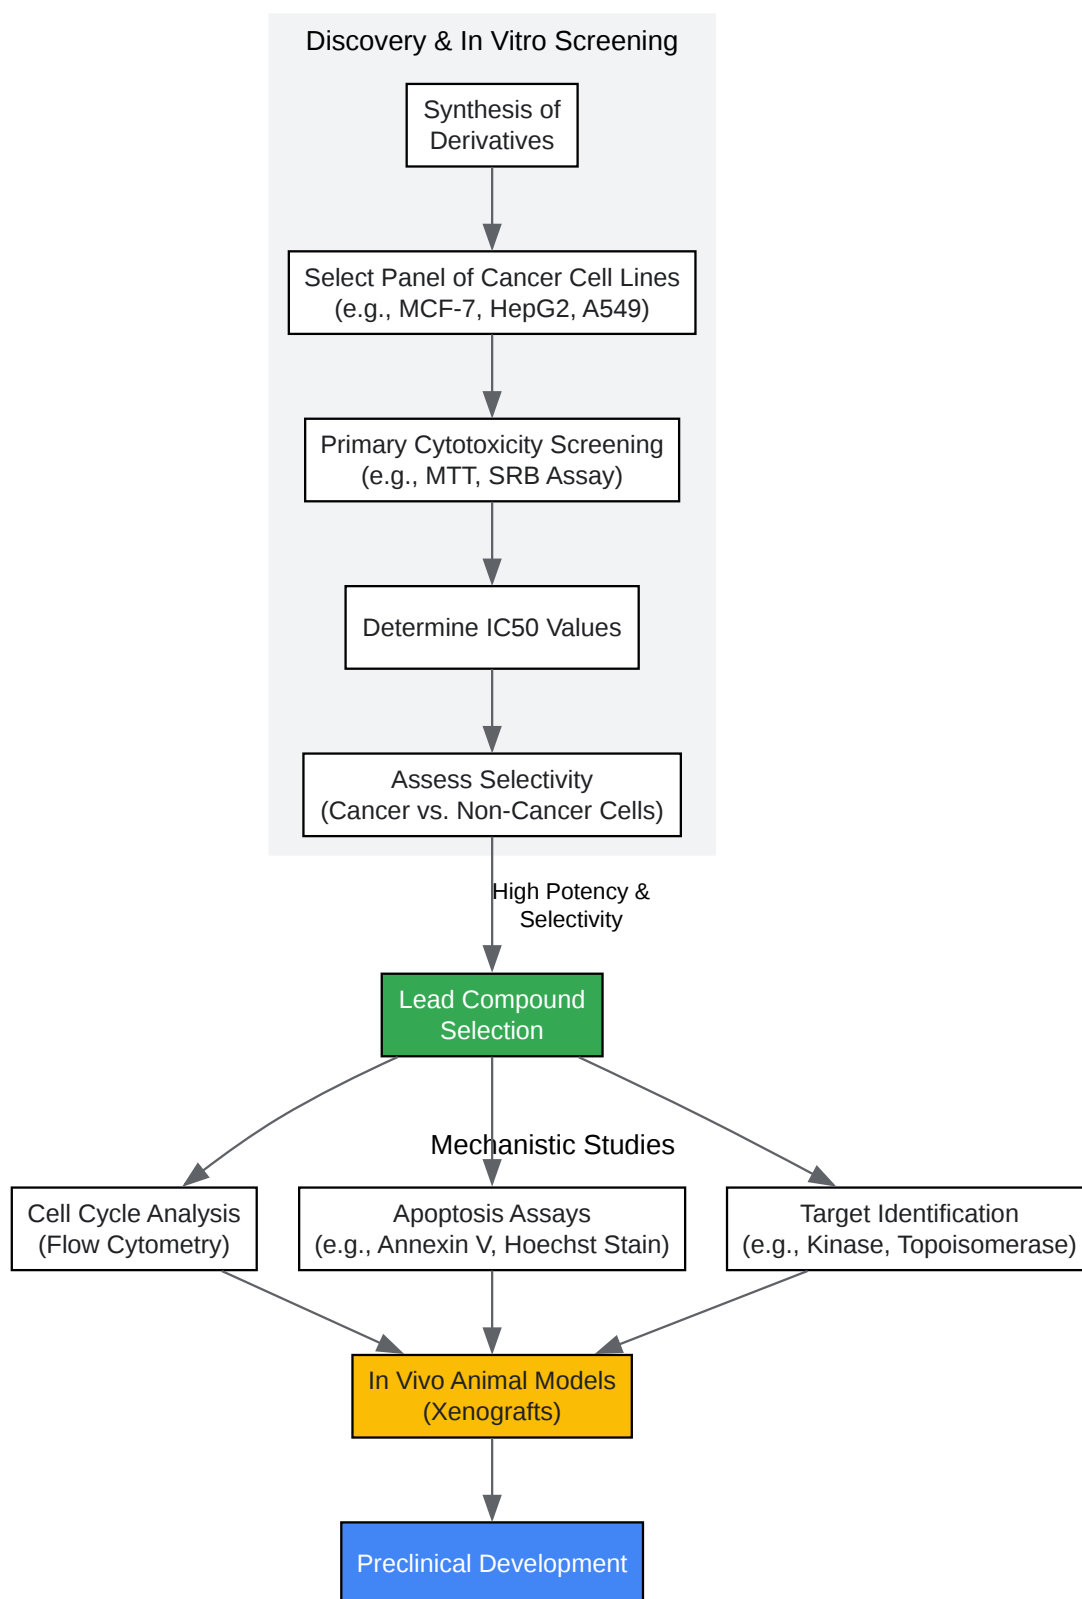 Discovery & In Vitro Screening
Synthesis of
Derivatives
Select Panel of Cancer Cell Lines
(e.g., MCF-7, HepG2, A549)
Primary Cytotoxicity Screening
(e.g., MTT, SRB Assay)
Determine IC50 Values
Assess Selectivity
(Cancer vs. Non-Cancer Cells)
High Potency &
Selectivity
Lead Compound
Selection
Mechanistic Studies
Cell Cycle Analysis
(Flow Cytometry)
Apoptosis Assays
(e.g., Annexin V, Hoechst Stain)
Target Identification
(e.g., Kinase, Topoisomerase)
In Vivo Animal Models
(Xenografts)
Preclinical Development